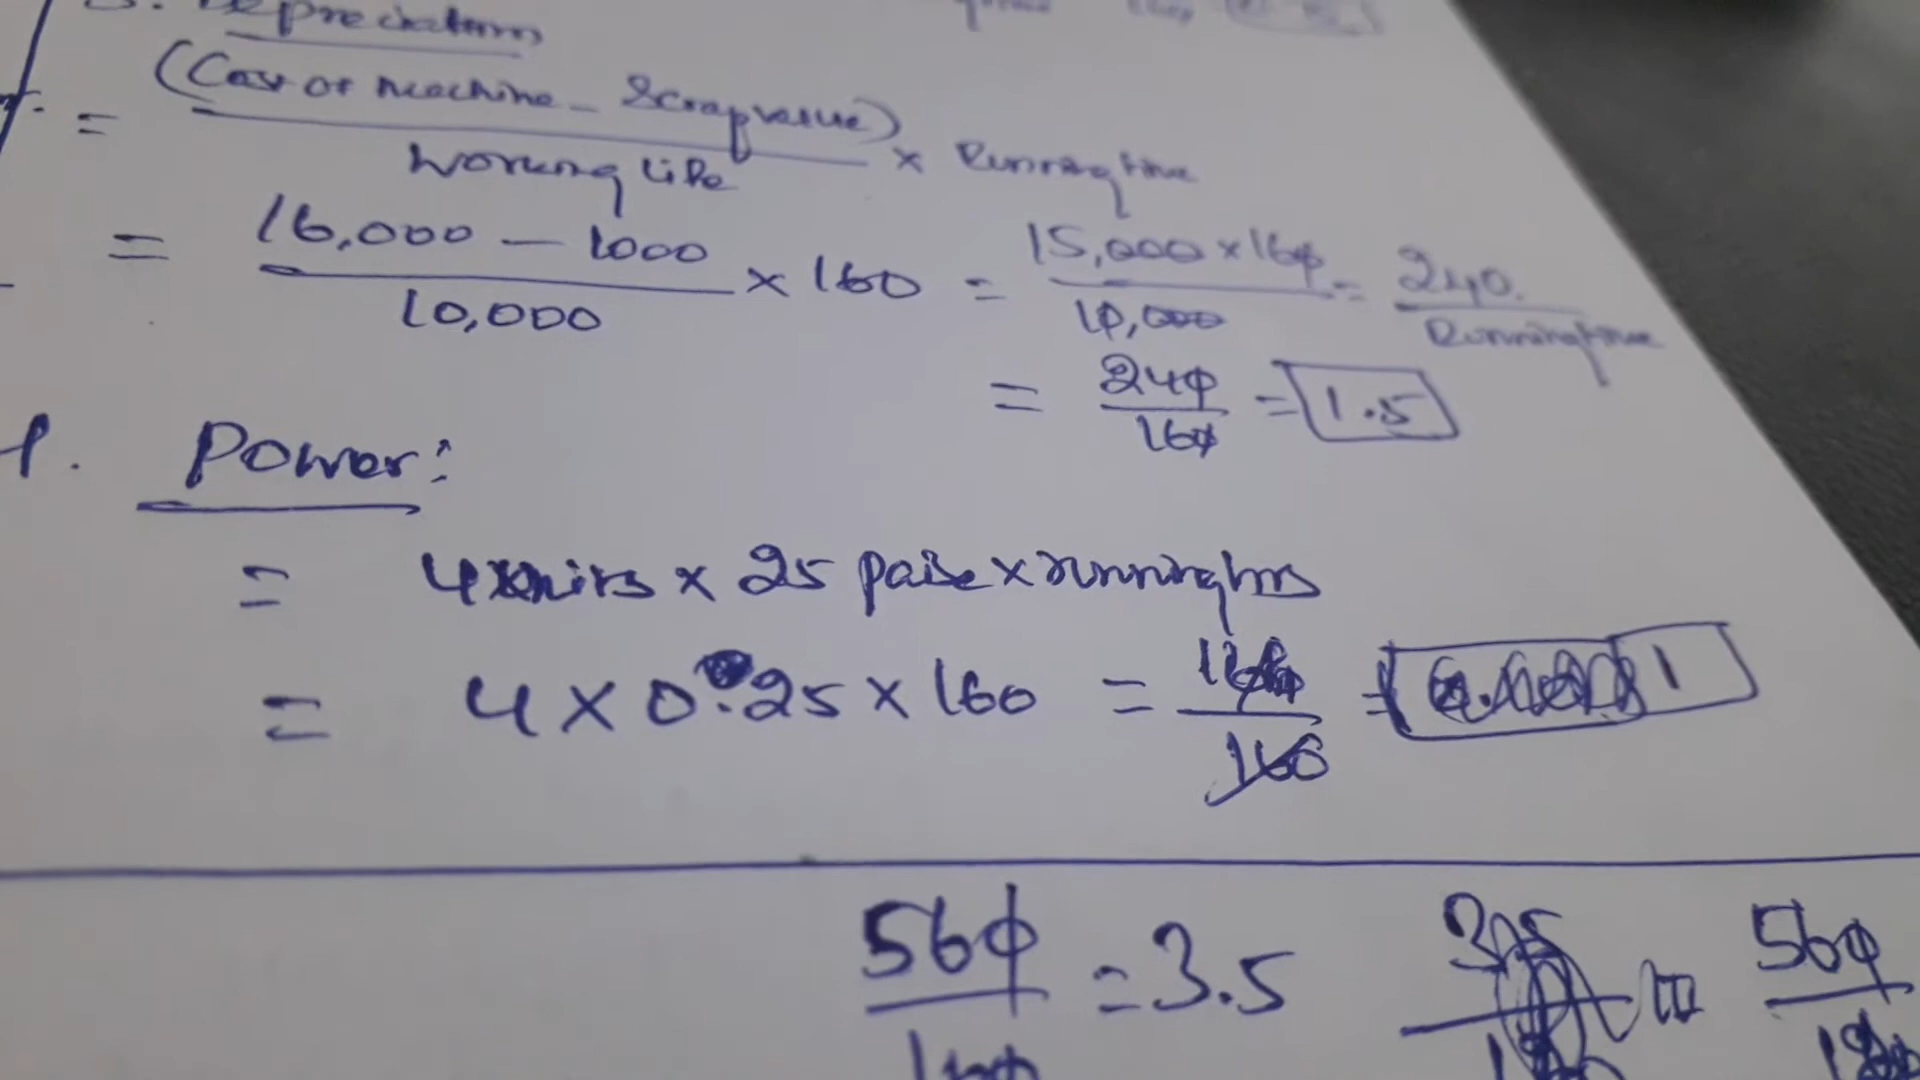 Depreciation
= (Cost of machine - Scrap value) / Working life × Running time
= 16,000 - 1000 / 10,000 × 160 = 15,000 × 160 / 10,000 = 240. / Running time
= 240 / 160 = 1.5
Power:
= 4 units × 25 paise × running hrs
= 4 × 0.25 × 160 = 160 / 160 = 1
560 / 160 = 3.5
560